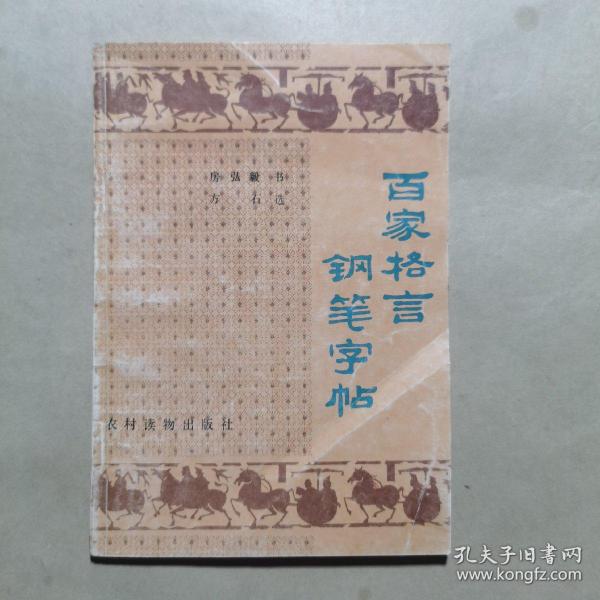 房弘毅 书
方石 选
百家格言
钢笔字帖
农村读物出版社
孔夫子旧书网
www.kongfz.com